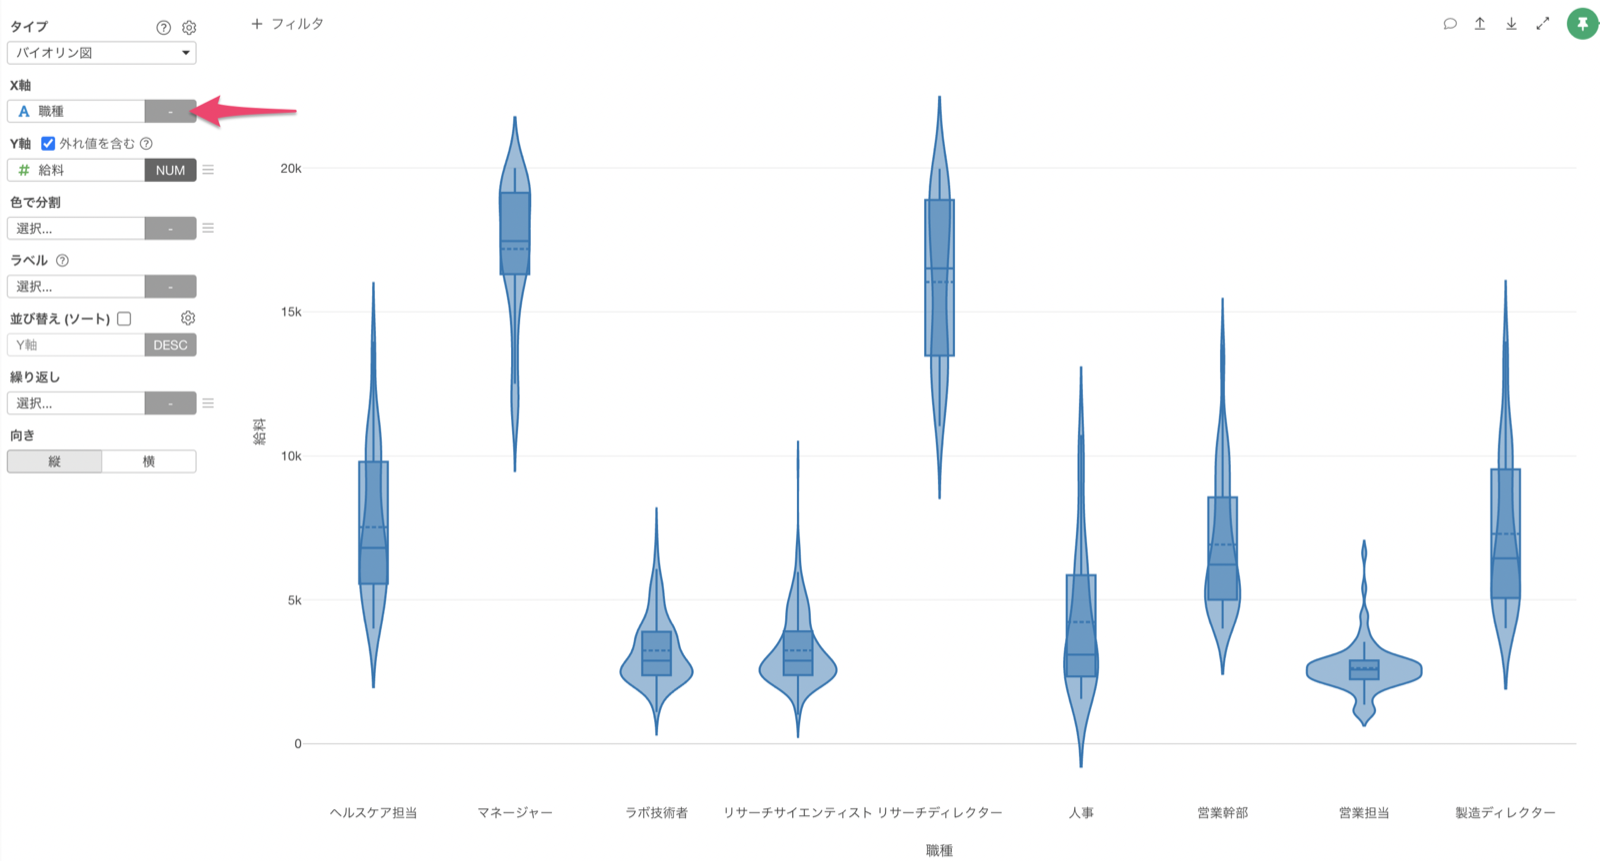 タイプ
バイオリン図
X軸
A 職種 -
Y軸 外れ値を含む
# 給料 NUM
色で分割
選択... -
ラベル
選択... -
並び替え (ソート)
Y軸 DESC
繰り返し
選択... -
向き
縦 横
+ フィルタ
20k
15k
10k
5k
0
給料
ヘルスケア担当 マネージャー ラボ技術者 リサーチサイエンティスト リサーチディレクター 人事 営業幹部 営業担当 製造ディレクター
職種